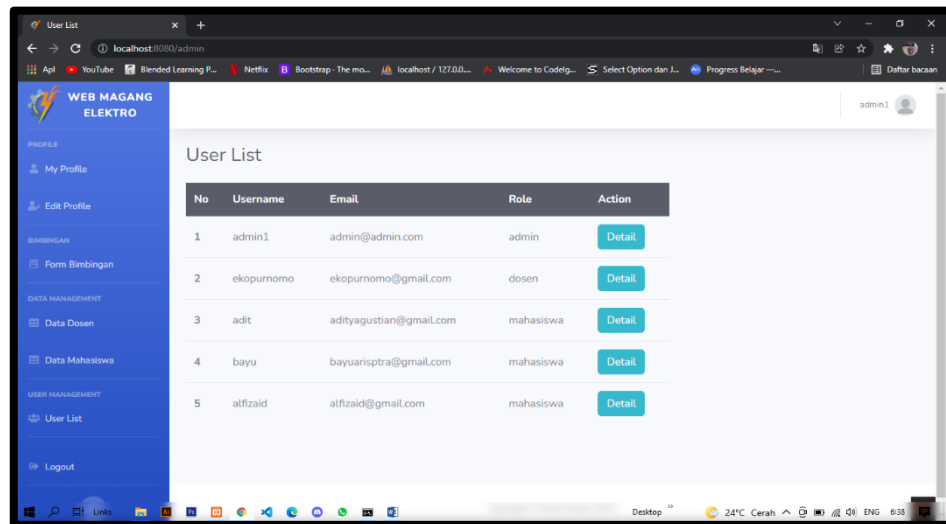 User List
localhost:8080/admin
Apl YouTube Blended Learning P... Netflix Bootstrap · The mo... localhost / 127.0.0.... Welcome to CodeIg... Select Option dan J... Progress Belajar —... Daftar bacaan
WEB MAGANG
ELEKTRO
admin1
PROFILE
My Profile
Edit Profile
BIMBINGAN
Form Bimbingan
DATA MANAGEMENT
Data Dosen
Data Mahasiswa
USER MANAGEMENT
User List
Logout
User List
No Username Email Role Action
1 admin1 admin@admin.com admin Detail
2 ekopurnomo ekopurnomo@gmail.com dosen Detail
3 adit adityagustian@gmail.com mahasiswa Detail
4 bayu bayuarisptra@gmail.com mahasiswa Detail
5 alfizaid alfizaid@gmail.com mahasiswa Detail
Links Desktop 24°C Cerah ENG 6:38